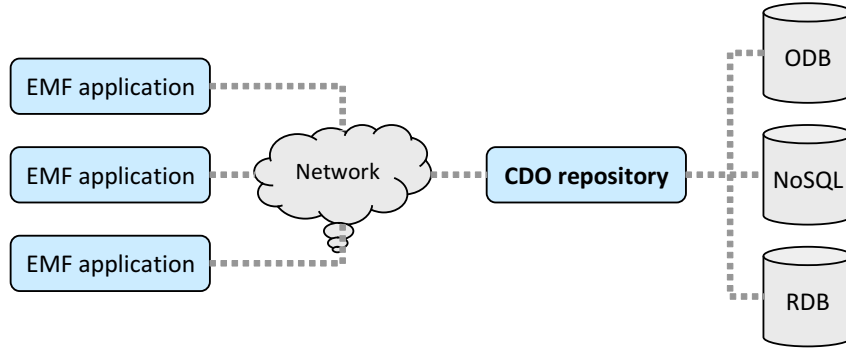 EMF application
EMF application
EMF application
Network
CDO repository
ODB
NoSQL
RDB